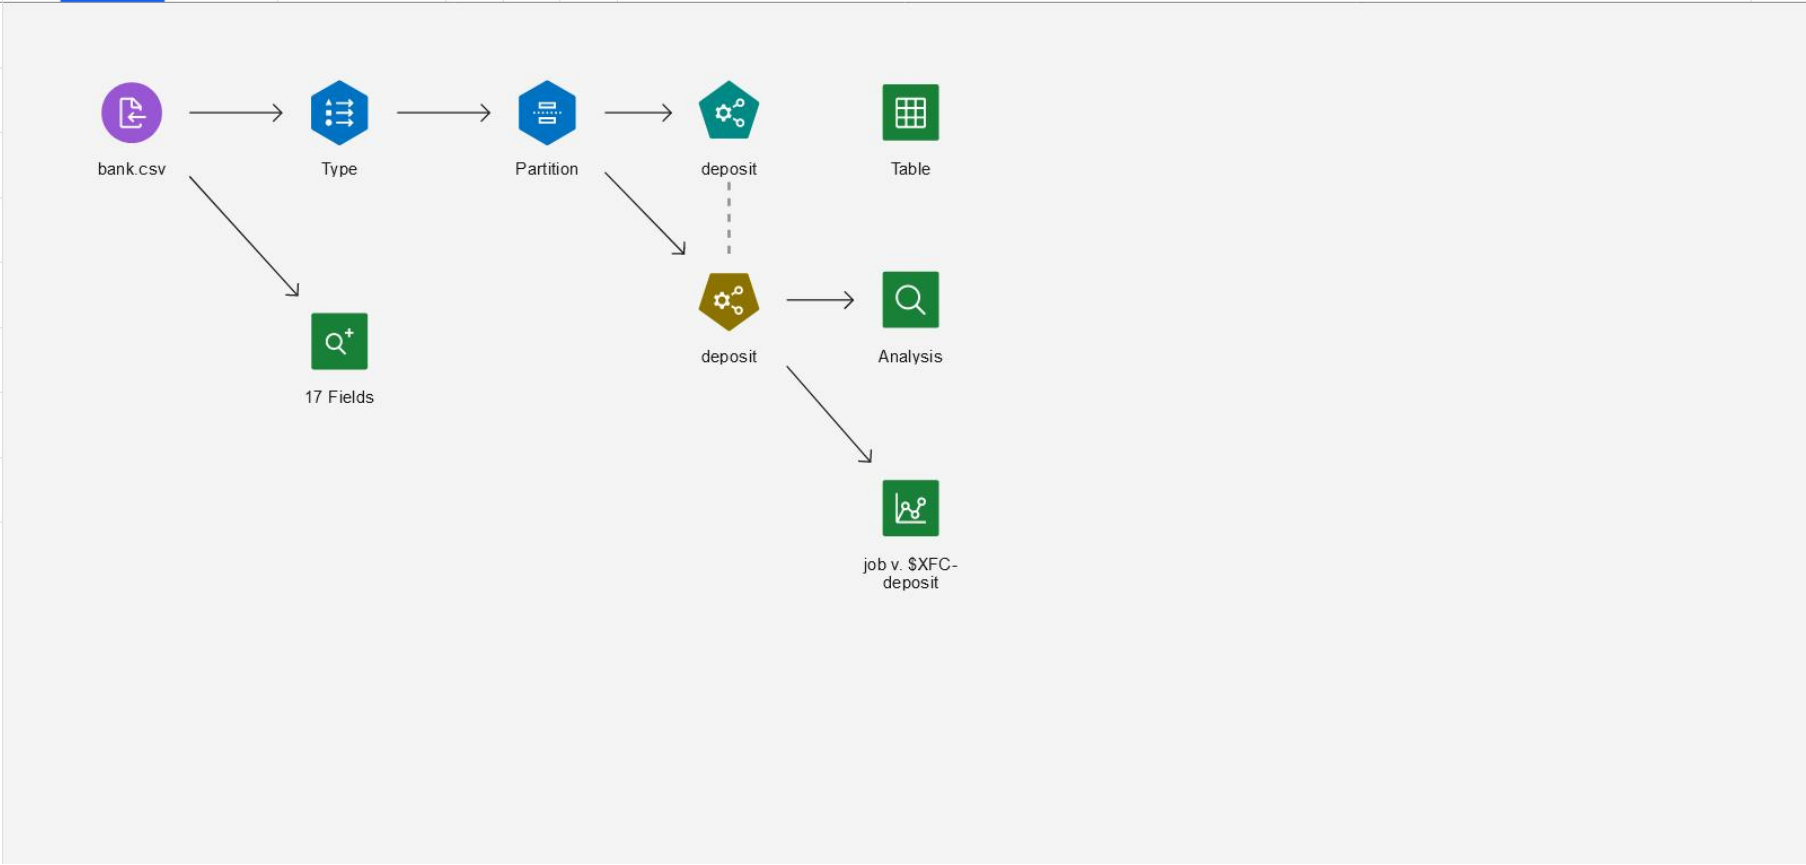 bank.csv
Type
Partition
deposit
Table
deposit
Analysis
17 Fields
job v. $XFC-
deposit